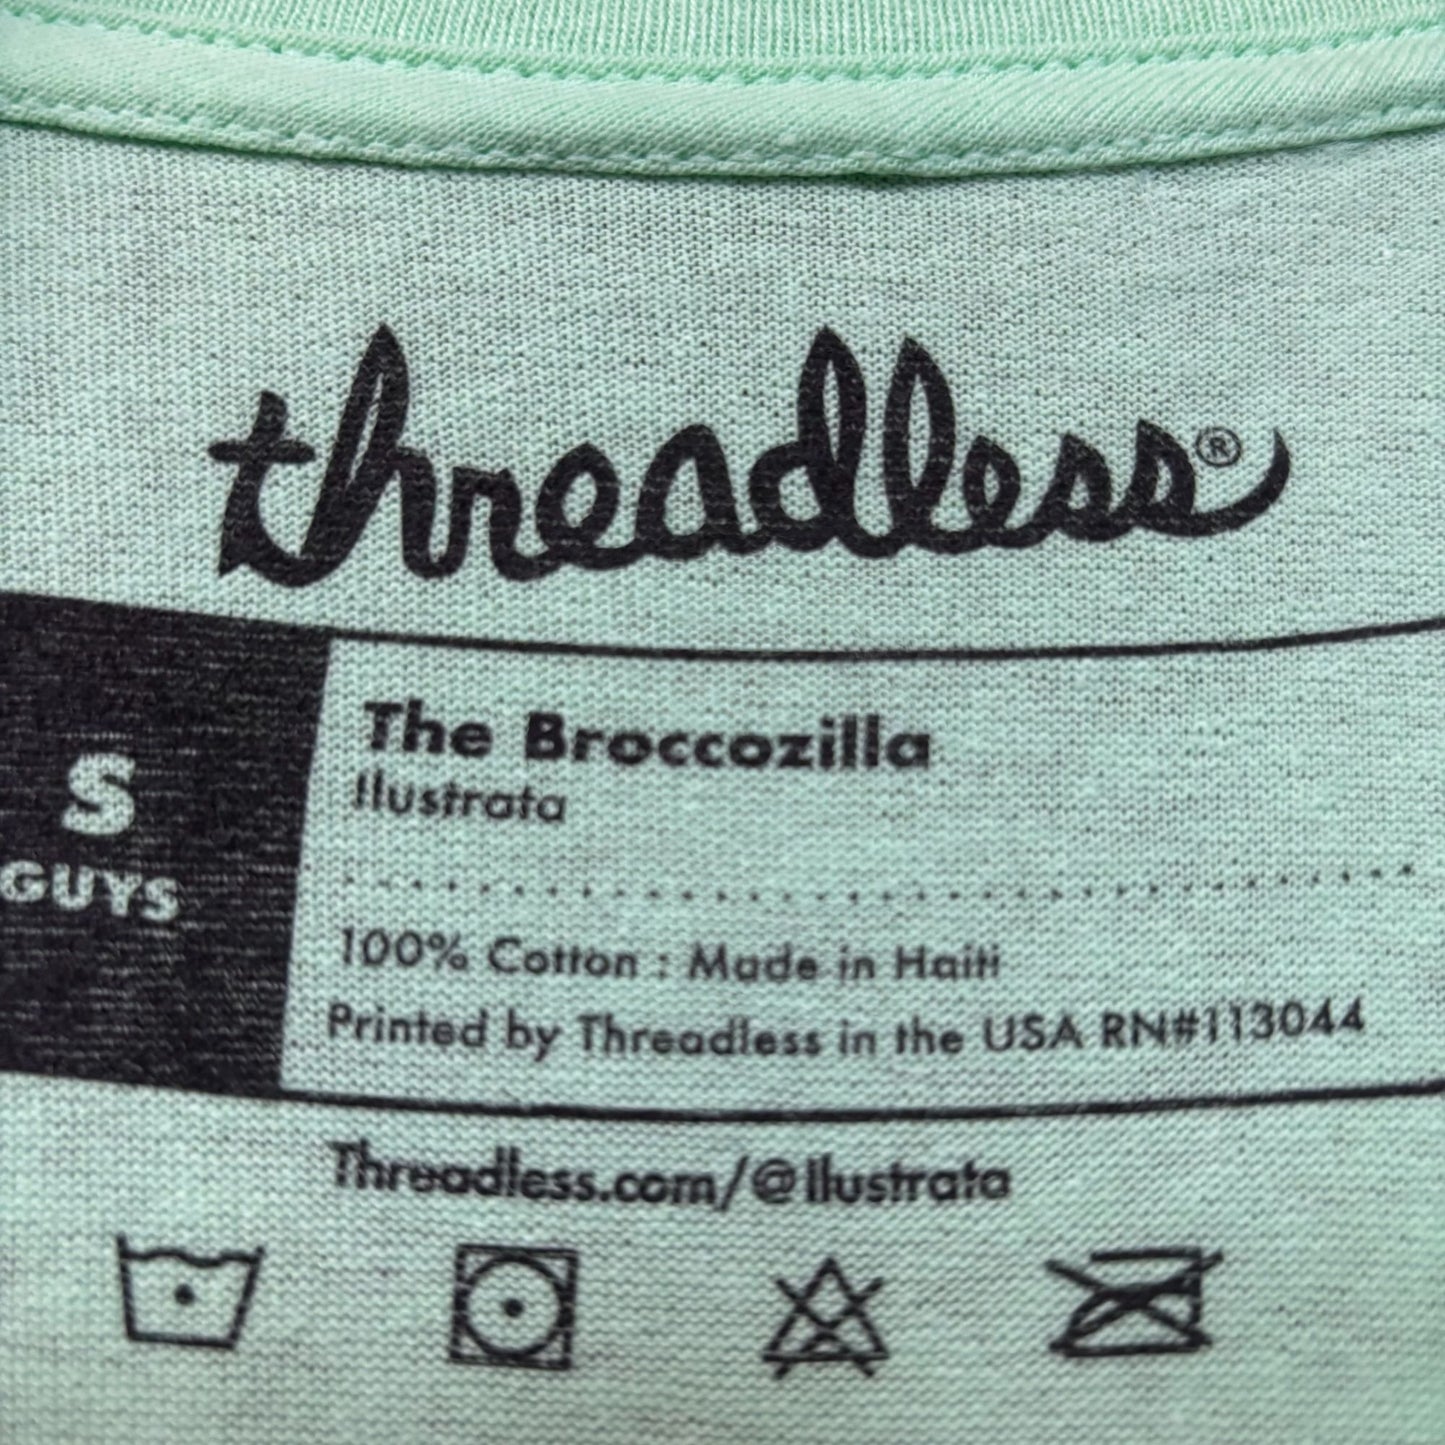 threadless®
S
GUYS
The Broccozilla
Ilustrata
100% Cotton : Made in Haiti
Printed by Threadless in the USA RN#113044
Threadless.com/@Ilustrata